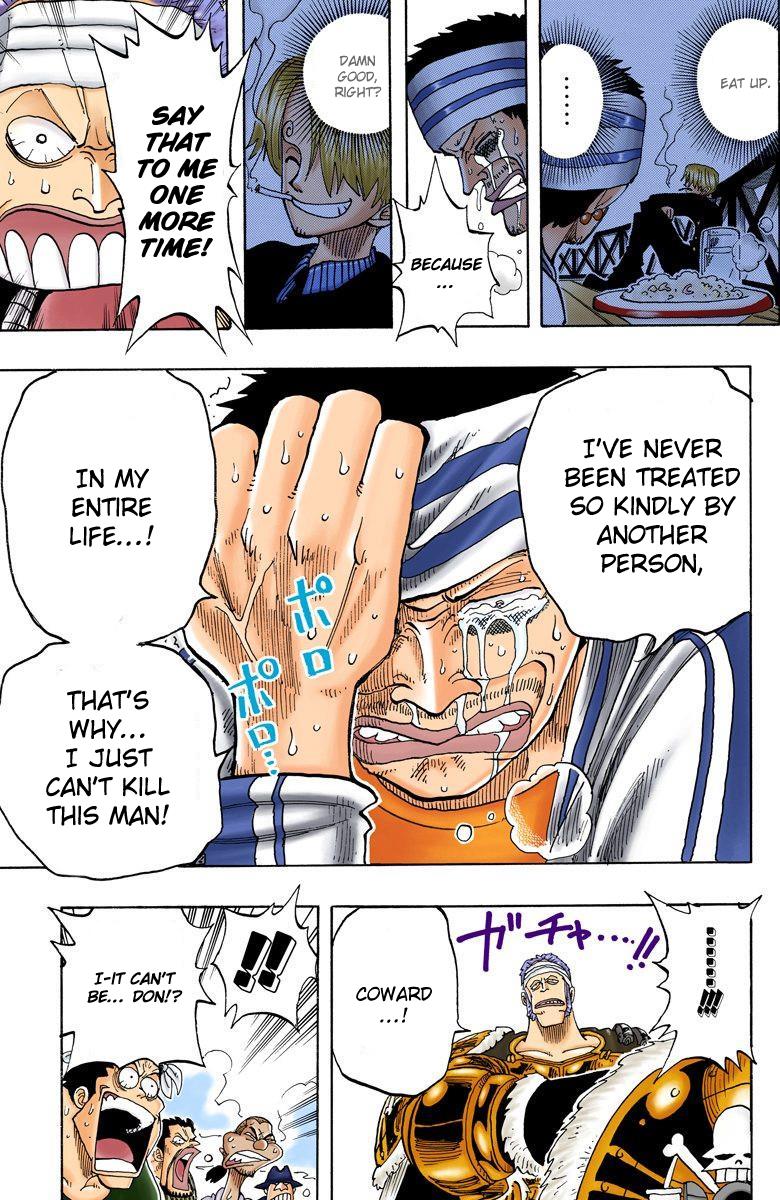 EAT UP.
......
BECAUSE
...
DAMN
GOOD,
RIGHT?
SAY
THAT
TO ME
ONE
MORE
TIME!
I'VE NEVER
BEEN TREATED
SO KINDLY BY
ANOTHER
PERSON,
IN MY
ENTIRE
LIFE...!
ポロ
ポロ...
THAT'S
WHY...
I JUST
CAN'T KILL
THIS MAN!
.........!!!
ガチャ....!!
COWARD
...!
!!
I-IT CAN'T
BE... DON!?